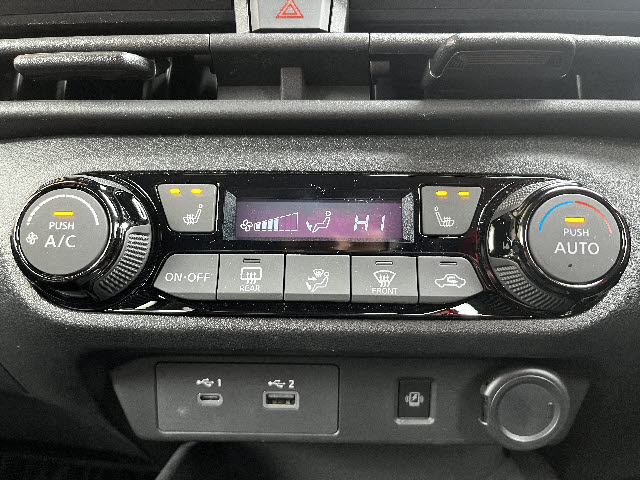 PUSH
A/C
HI
PUSH
AUTO
ON·OFF
REAR
FRONT
1
2